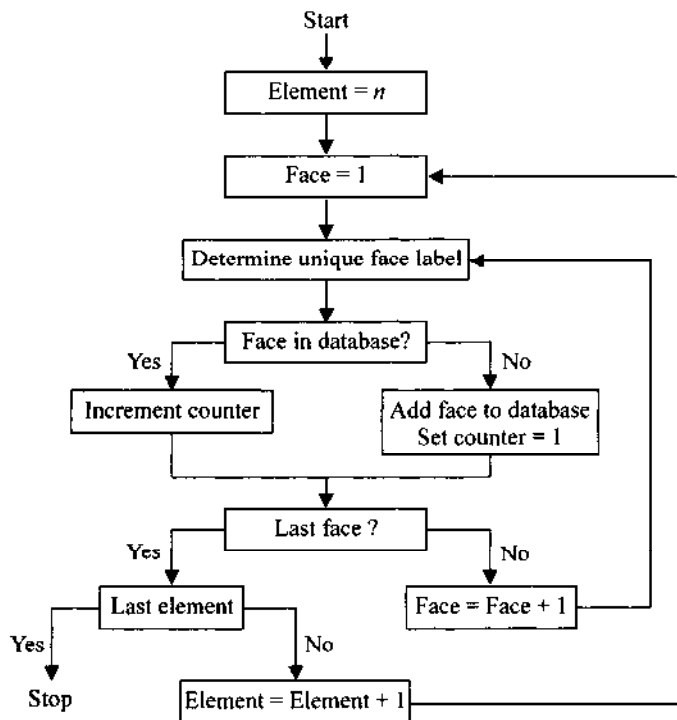 Start
Element = n
Face = 1
Determine unique face label
Face in database?
Yes
No
Increment counter
Add face to database
Set counter = 1
Last face ?
Yes
No
Last element
Face = Face + 1
Yes
No
Stop
Element = Element + 1